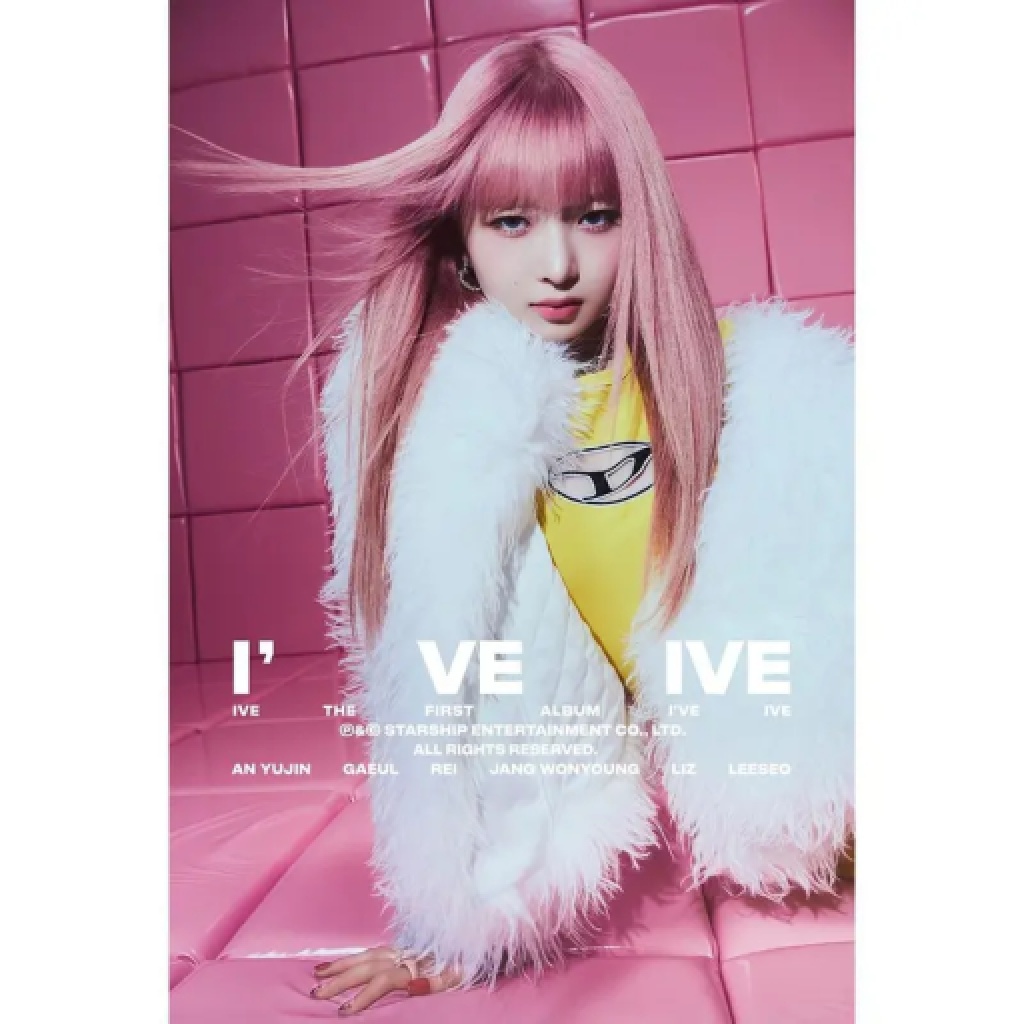 I' VE IVE
IVE THE FIRST ALBUM I'VE IVE
℗&© STARSHIP ENTERTAINMENT CO., LTD.
ALL RIGHTS RESERVED.
AN YUJIN GAEUL REI JANG WONYOUNG LIZ LEESEO